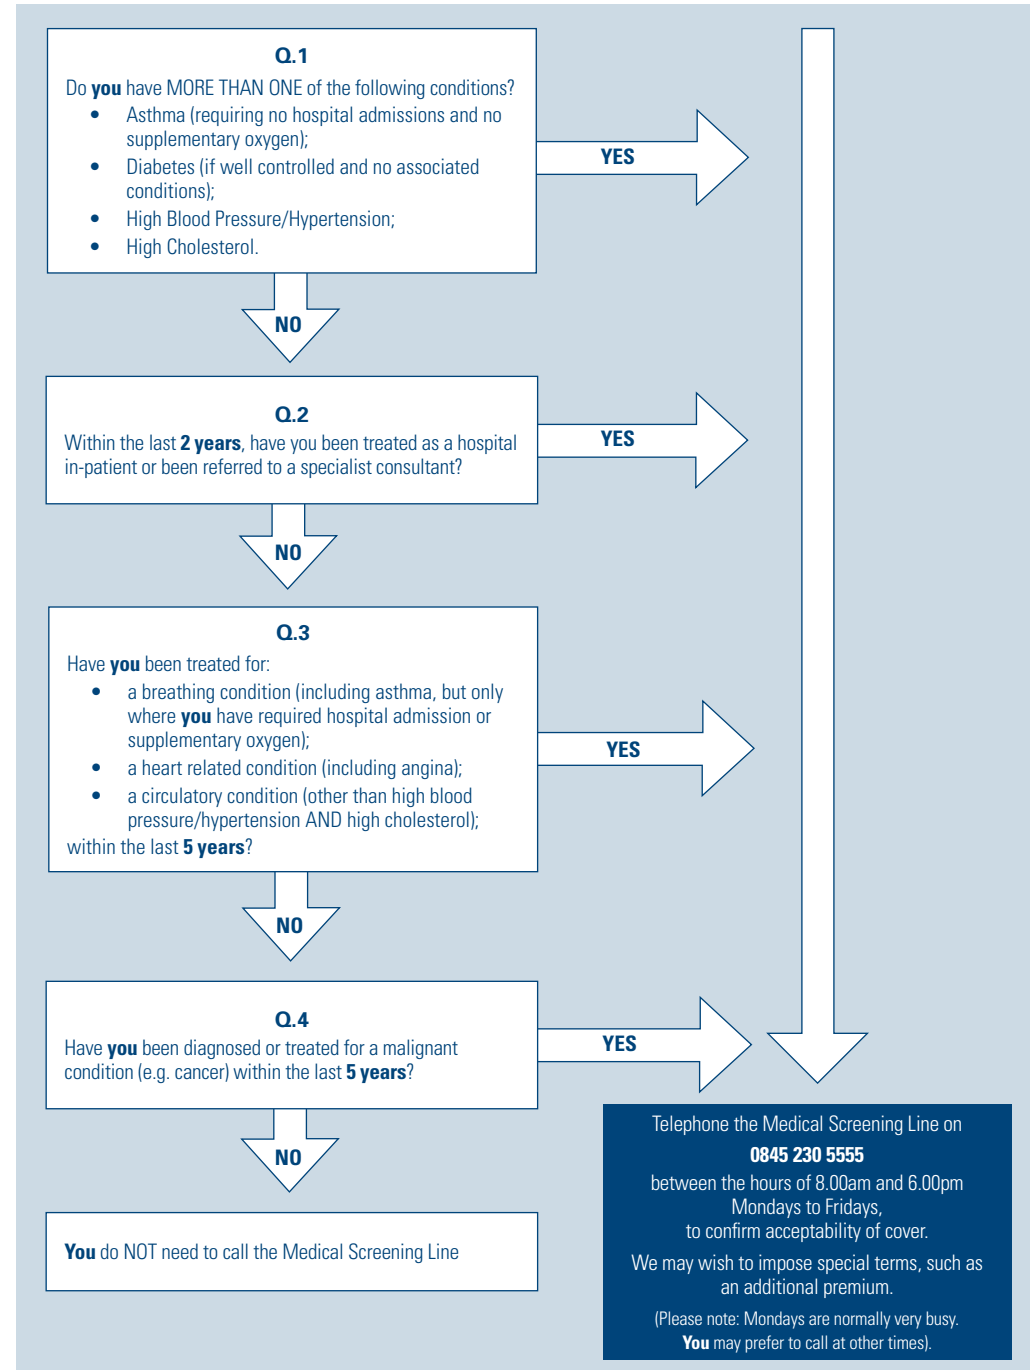 Q.1
Do you have MORE THAN ONE of the following conditions?
• Asthma (requiring no hospital admissions and no
supplementary oxygen);
• Diabetes (if well controlled and no associated
conditions);
• High Blood Pressure/Hypertension;
• High Cholesterol.
YES
NO
Q.2
Within the last 2 years, have you been treated as a hospital
in-patient or been referred to a specialist consultant?
YES
NO
Q.3
Have you been treated for:
• a breathing condition (including asthma, but only
where you have required hospital admission or
supplementary oxygen);
• a heart related condition (including angina);
• a circulatory condition (other than high blood
pressure/hypertension AND high cholesterol);
within the last 5 years?
YES
NO
Q.4
Have you been diagnosed or treated for a malignant
condition (e.g. cancer) within the last 5 years?
YES
NO
You do NOT need to call the Medical Screening Line
Telephone the Medical Screening Line on
0845 230 5555
between the hours of 8.00am and 6.00pm
Mondays to Fridays,
to confirm acceptability of cover.
We may wish to impose special terms, such as
an additional premium.
(Please note: Mondays are normally very busy.
You may prefer to call at other times).